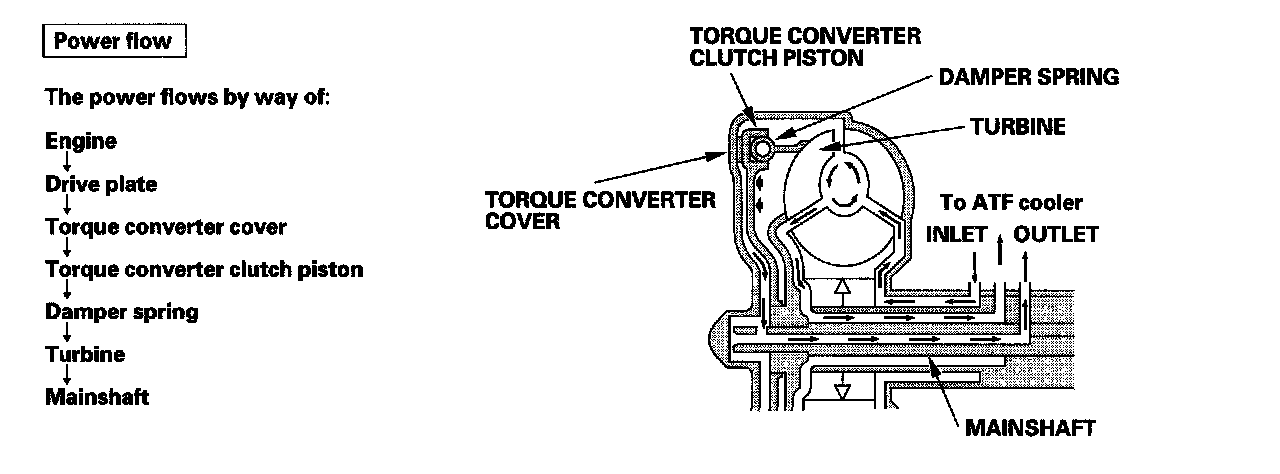 Power flow
The power flows by way of:
Engine
Drive plate
Torque converter cover
Torque converter clutch piston
Damper spring
Turbine
Mainshaft
TORQUE CONVERTER
CLUTCH PISTON
DAMPER SPRING
TURBINE
TORQUE CONVERTER
COVER
To ATF cooler
INLET OUTLET
MAINSHAFT